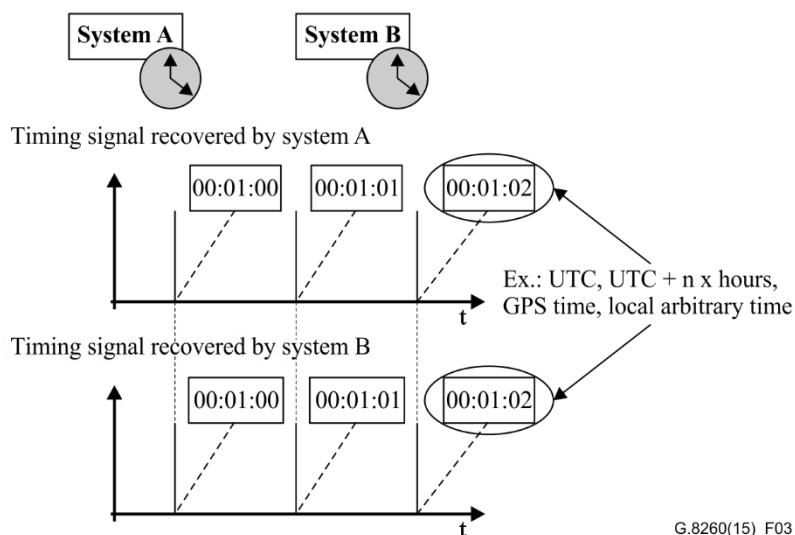 System A
System B
Timing signal recovered by system A
00:01:00
00:01:01
00:01:02
t
Ex.: UTC, UTC + n x hours,
GPS time, local arbitrary time
Timing signal recovered by system B
00:01:00
00:01:01
00:01:02
t
G.8260(15)_F03